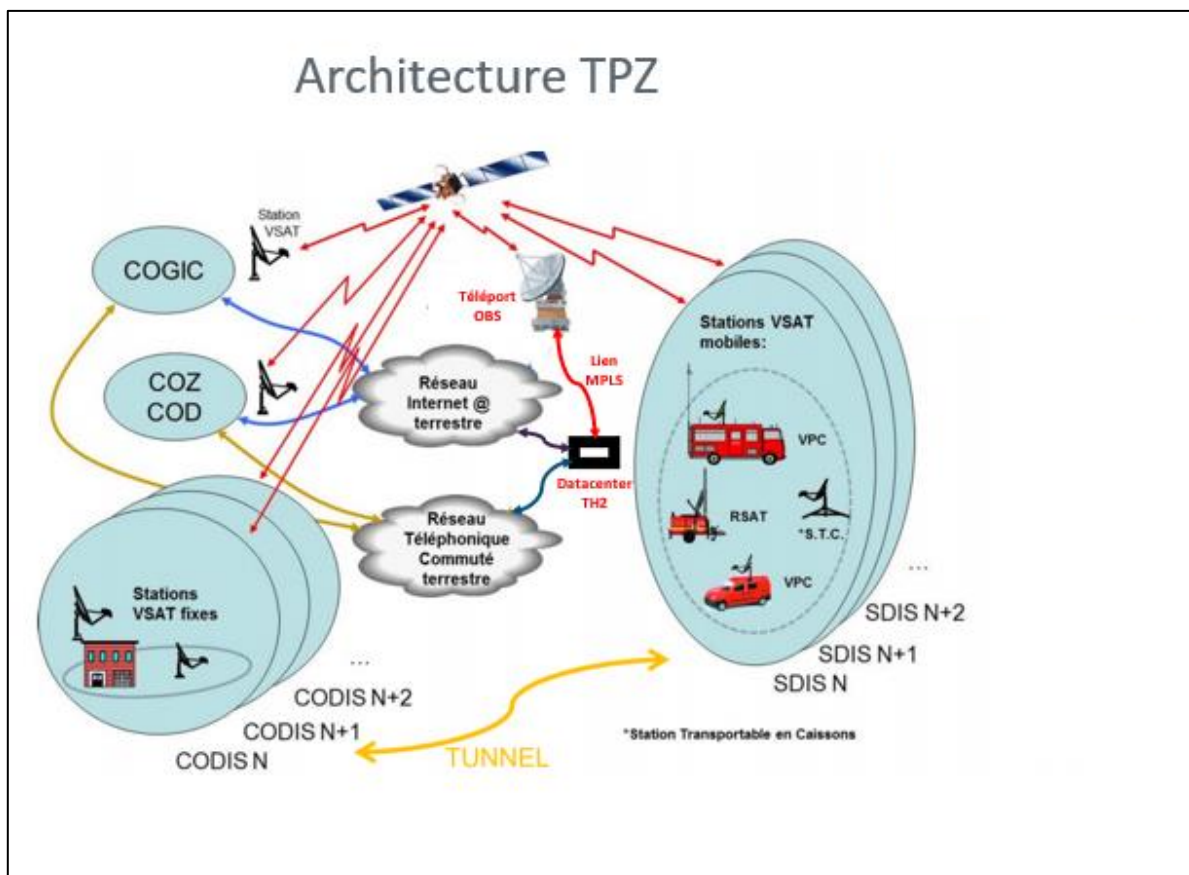 Architecture TPZ
Station
VSAT
COGIC
Téléport
OBS
Lien
MPLS
COZ
COD
Réseau
Internet @
terrestre
Datacenter
TH2
Réseau
Téléphonique
Commuté
terrestre
Stations VSAT
mobiles:
VPC
RSAT
*S.T.C.
VPC
...
SDIS N+2
SDIS N+1
SDIS N
Stations
VSAT fixes
...
CODIS N+2
CODIS N+1
CODIS N
TUNNEL
*Station Transportable en Caissons